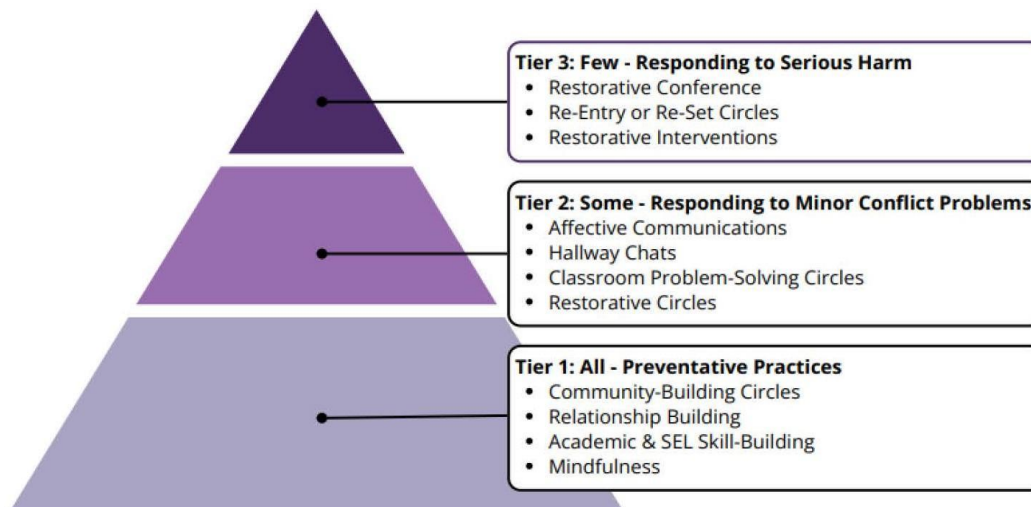 Tier 3: Few - Responding to Serious Harm
• Restorative Conference
• Re-Entry or Re-Set Circles
• Restorative Interventions
Tier 2: Some - Responding to Minor Conflict Problems
• Affective Communications
• Hallway Chats
• Classroom Problem-Solving Circles
• Restorative Circles
Tier 1: All - Preventative Practices
• Community-Building Circles
• Relationship Building
• Academic & SEL Skill-Building
• Mindfulness